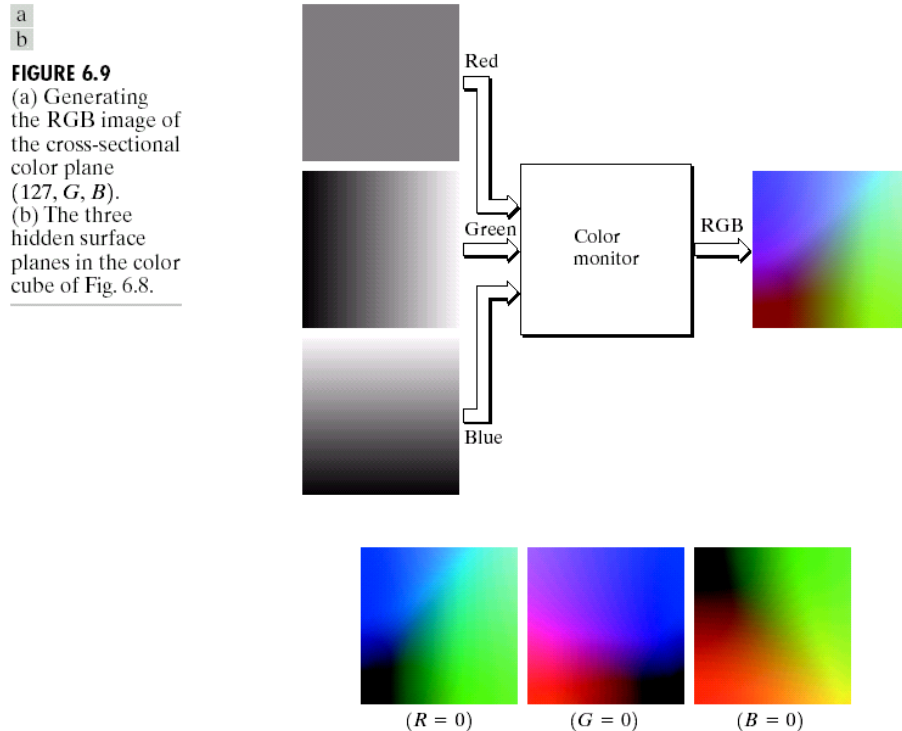 a
b
FIGURE 6.9
(a) Generating
the RGB image of
the cross-sectional
color plane
(127, G, B).
(b) The three
hidden surface
planes in the color
cube of Fig. 6.8.
Red
Green
Blue
Color
monitor
RGB
(R = 0)
(G = 0)
(B = 0)